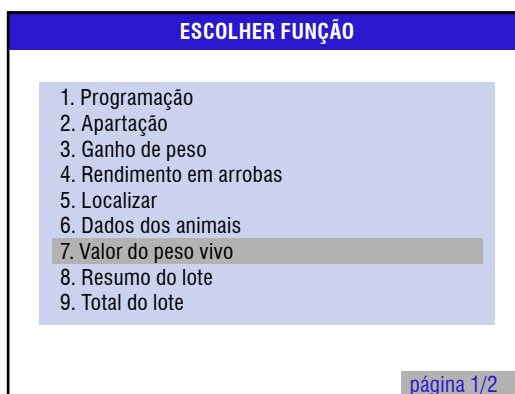 ESCOLHER FUNÇÃO
1. Programação
2. Apartação
3. Ganho de peso
4. Rendimento em arrobas
5. Localizar
6. Dados dos animais
7. Valor do peso vivo
8. Resumo do lote
9. Total do lote
página 1/2